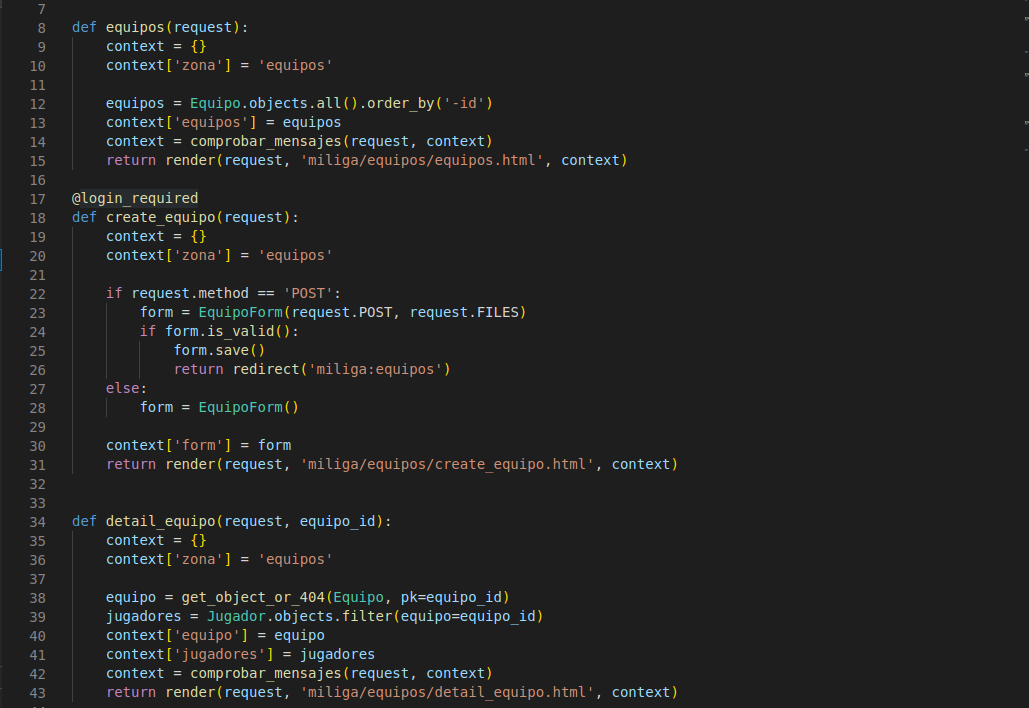 7
8 def equipos(request):
9     context = {}
10     context['zona'] = 'equipos'
11
12     equipos = Equipo.objects.all().order_by('-id')
13     context['equipos'] = equipos
14     context = comprobar_mensajes(request, context)
15     return render(request, 'miliga/equipos/equipos.html', context)
16
17 @login_required
18 def create_equipo(request):
19     context = {}
20     context['zona'] = 'equipos'
21
22     if request.method == 'POST':
23         form = EquipoForm(request.POST, request.FILES)
24         if form.is_valid():
25             form.save()
26             return redirect('miliga:equipos')
27     else:
28         form = EquipoForm()
29
30     context['form'] = form
31     return render(request, 'miliga/equipos/create_equipo.html', context)
32
33
34 def detail_equipo(request, equipo_id):
35     context = {}
36     context['zona'] = 'equipos'
37
38     equipo = get_object_or_404(Equipo, pk=equipo_id)
39     jugadores = Jugador.objects.filter(equipo=equipo_id)
40     context['equipo'] = equipo
41     context['jugadores'] = jugadores
42     context = comprobar_mensajes(request, context)
43     return render(request, 'miliga/equipos/detail_equipo.html', context)